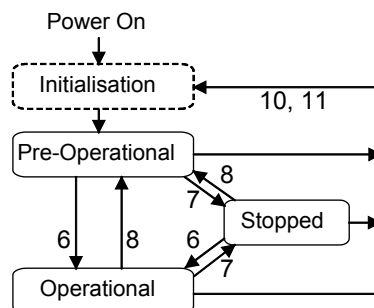 Power On
Initialisation
10, 11
Pre-Operational
8
7
Stopped
6
8
6
7
Operational